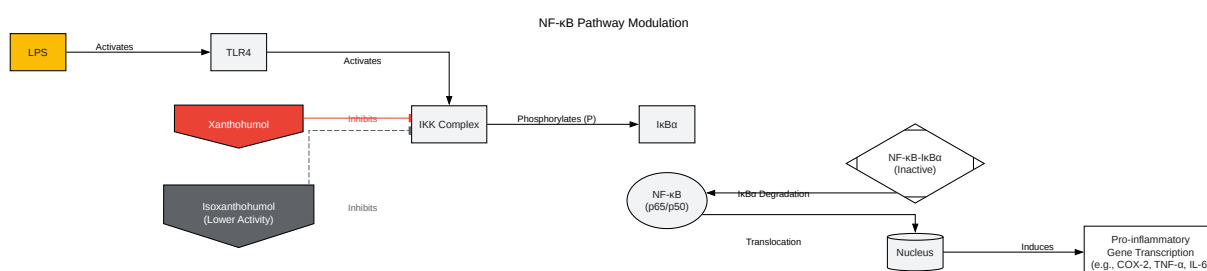 NF-κB Pathway Modulation
LPS
Activates
TLR4
Activates
Xanthohumol
Inhibits
IKK Complex
Phosphorylates (P)
IκBα
Isoxanthohumol
(Lower Activity)
Inhibits
NF-κB-IκBα
(Inactive)
IκBα Degradation
NF-κB
(p65/p50)
Translocation
Nucleus
Induces
Pro-inflammatory
Gene Transcription
(e.g., COX-2, TNF-α, IL-6